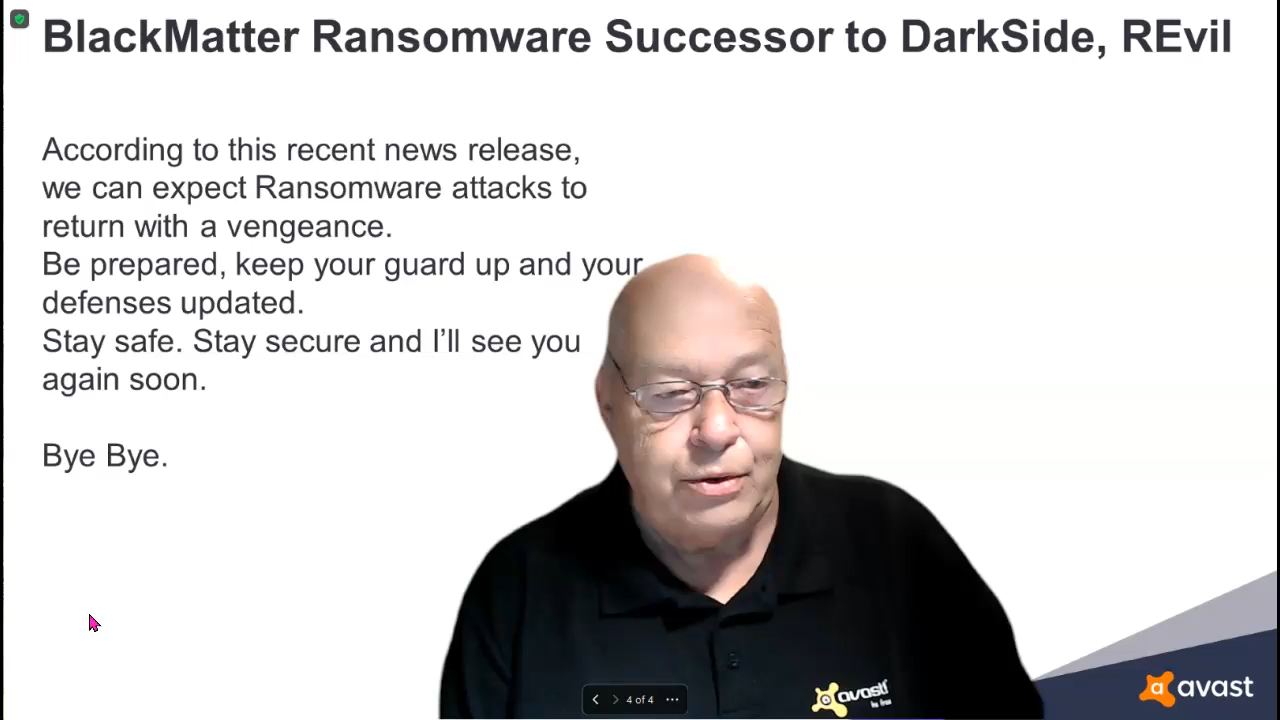 BlackMatter Ransomware Successor to DarkSide, REvil
According to this recent news release,
we can expect Ransomware attacks to
return with a vengeance.
Be prepared, keep your guard up and your
defenses updated.
Stay safe. Stay secure and I’ll see you
again soon.
Bye Bye.
4 of 4
avast!
be free
avast